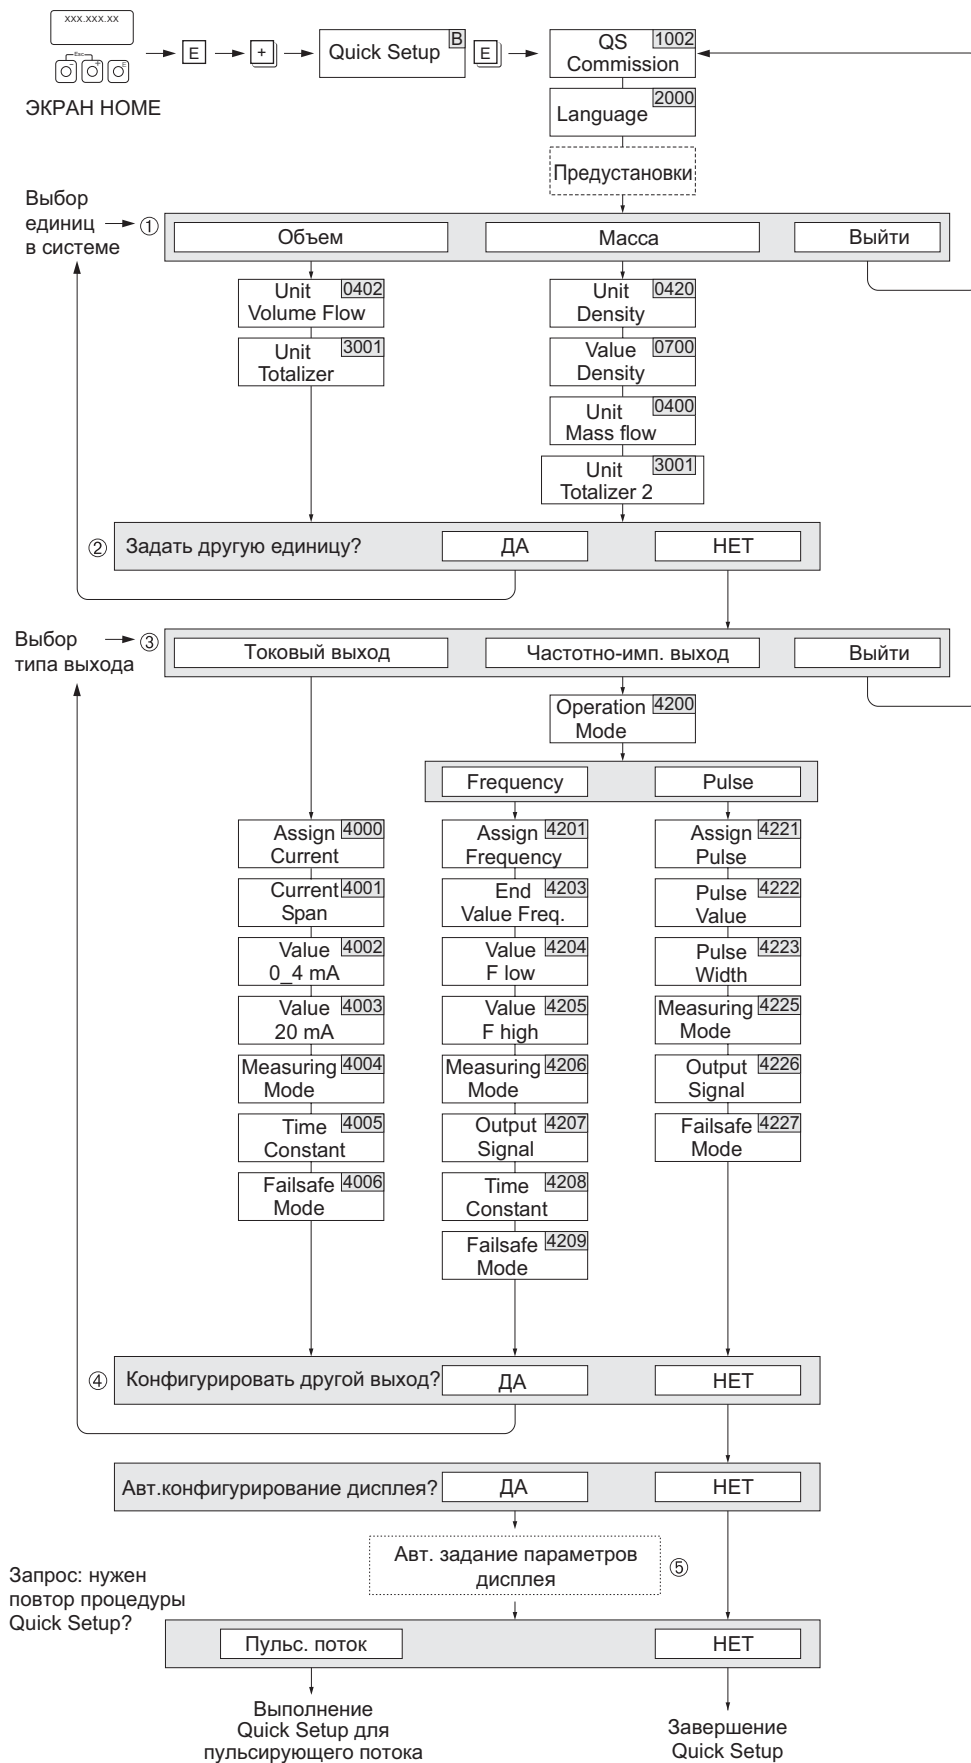 xxx.xxx.xx
Esc
- + E
ЭКРАН HOME
E
+
Quick Setup B
E
QS 1002
Commission
Language 2000
Предустановки
Выбор
единиц
в системе
① Объем Масса Выйти
Unit 0402
Volume Flow
Unit 3001
Totalizer
Unit 0420
Density
Value 0700
Density
Unit 0400
Mass flow
Unit 3001
Totalizer 2
② Задать другую единицу? ДА НЕТ
Выбор
типа выхода
③ Токовый выход Частотно-имп. выход Выйти
Operation 4200
Mode
Frequency Pulse
Assign 4000
Current
Current 4001
Span
Value 4002
0_4 mA
Value 4003
20 mA
Measuring 4004
Mode
Time 4005
Constant
Failsafe 4006
Mode
Assign 4201
Frequency
End 4203
Value Freq.
Value 4204
F low
Value 4205
F high
Measuring 4206
Mode
Output 4207
Signal
Time 4208
Constant
Failsafe 4209
Mode
Assign 4221
Pulse
Pulse 4222
Value
Pulse 4223
Width
Measuring 4225
Mode
Output 4226
Signal
Failsafe 4227
Mode
④ Конфигурировать другой выход? ДА НЕТ
Авт.конфигурирование дисплея? ДА НЕТ
Авт. задание параметров
дисплея
⑤
Запрос: нужен
повтор процедуры
Quick Setup?
Пульс. поток НЕТ
Выполнение
Quick Setup для
пульсирующего потока
Завершение
Quick Setup